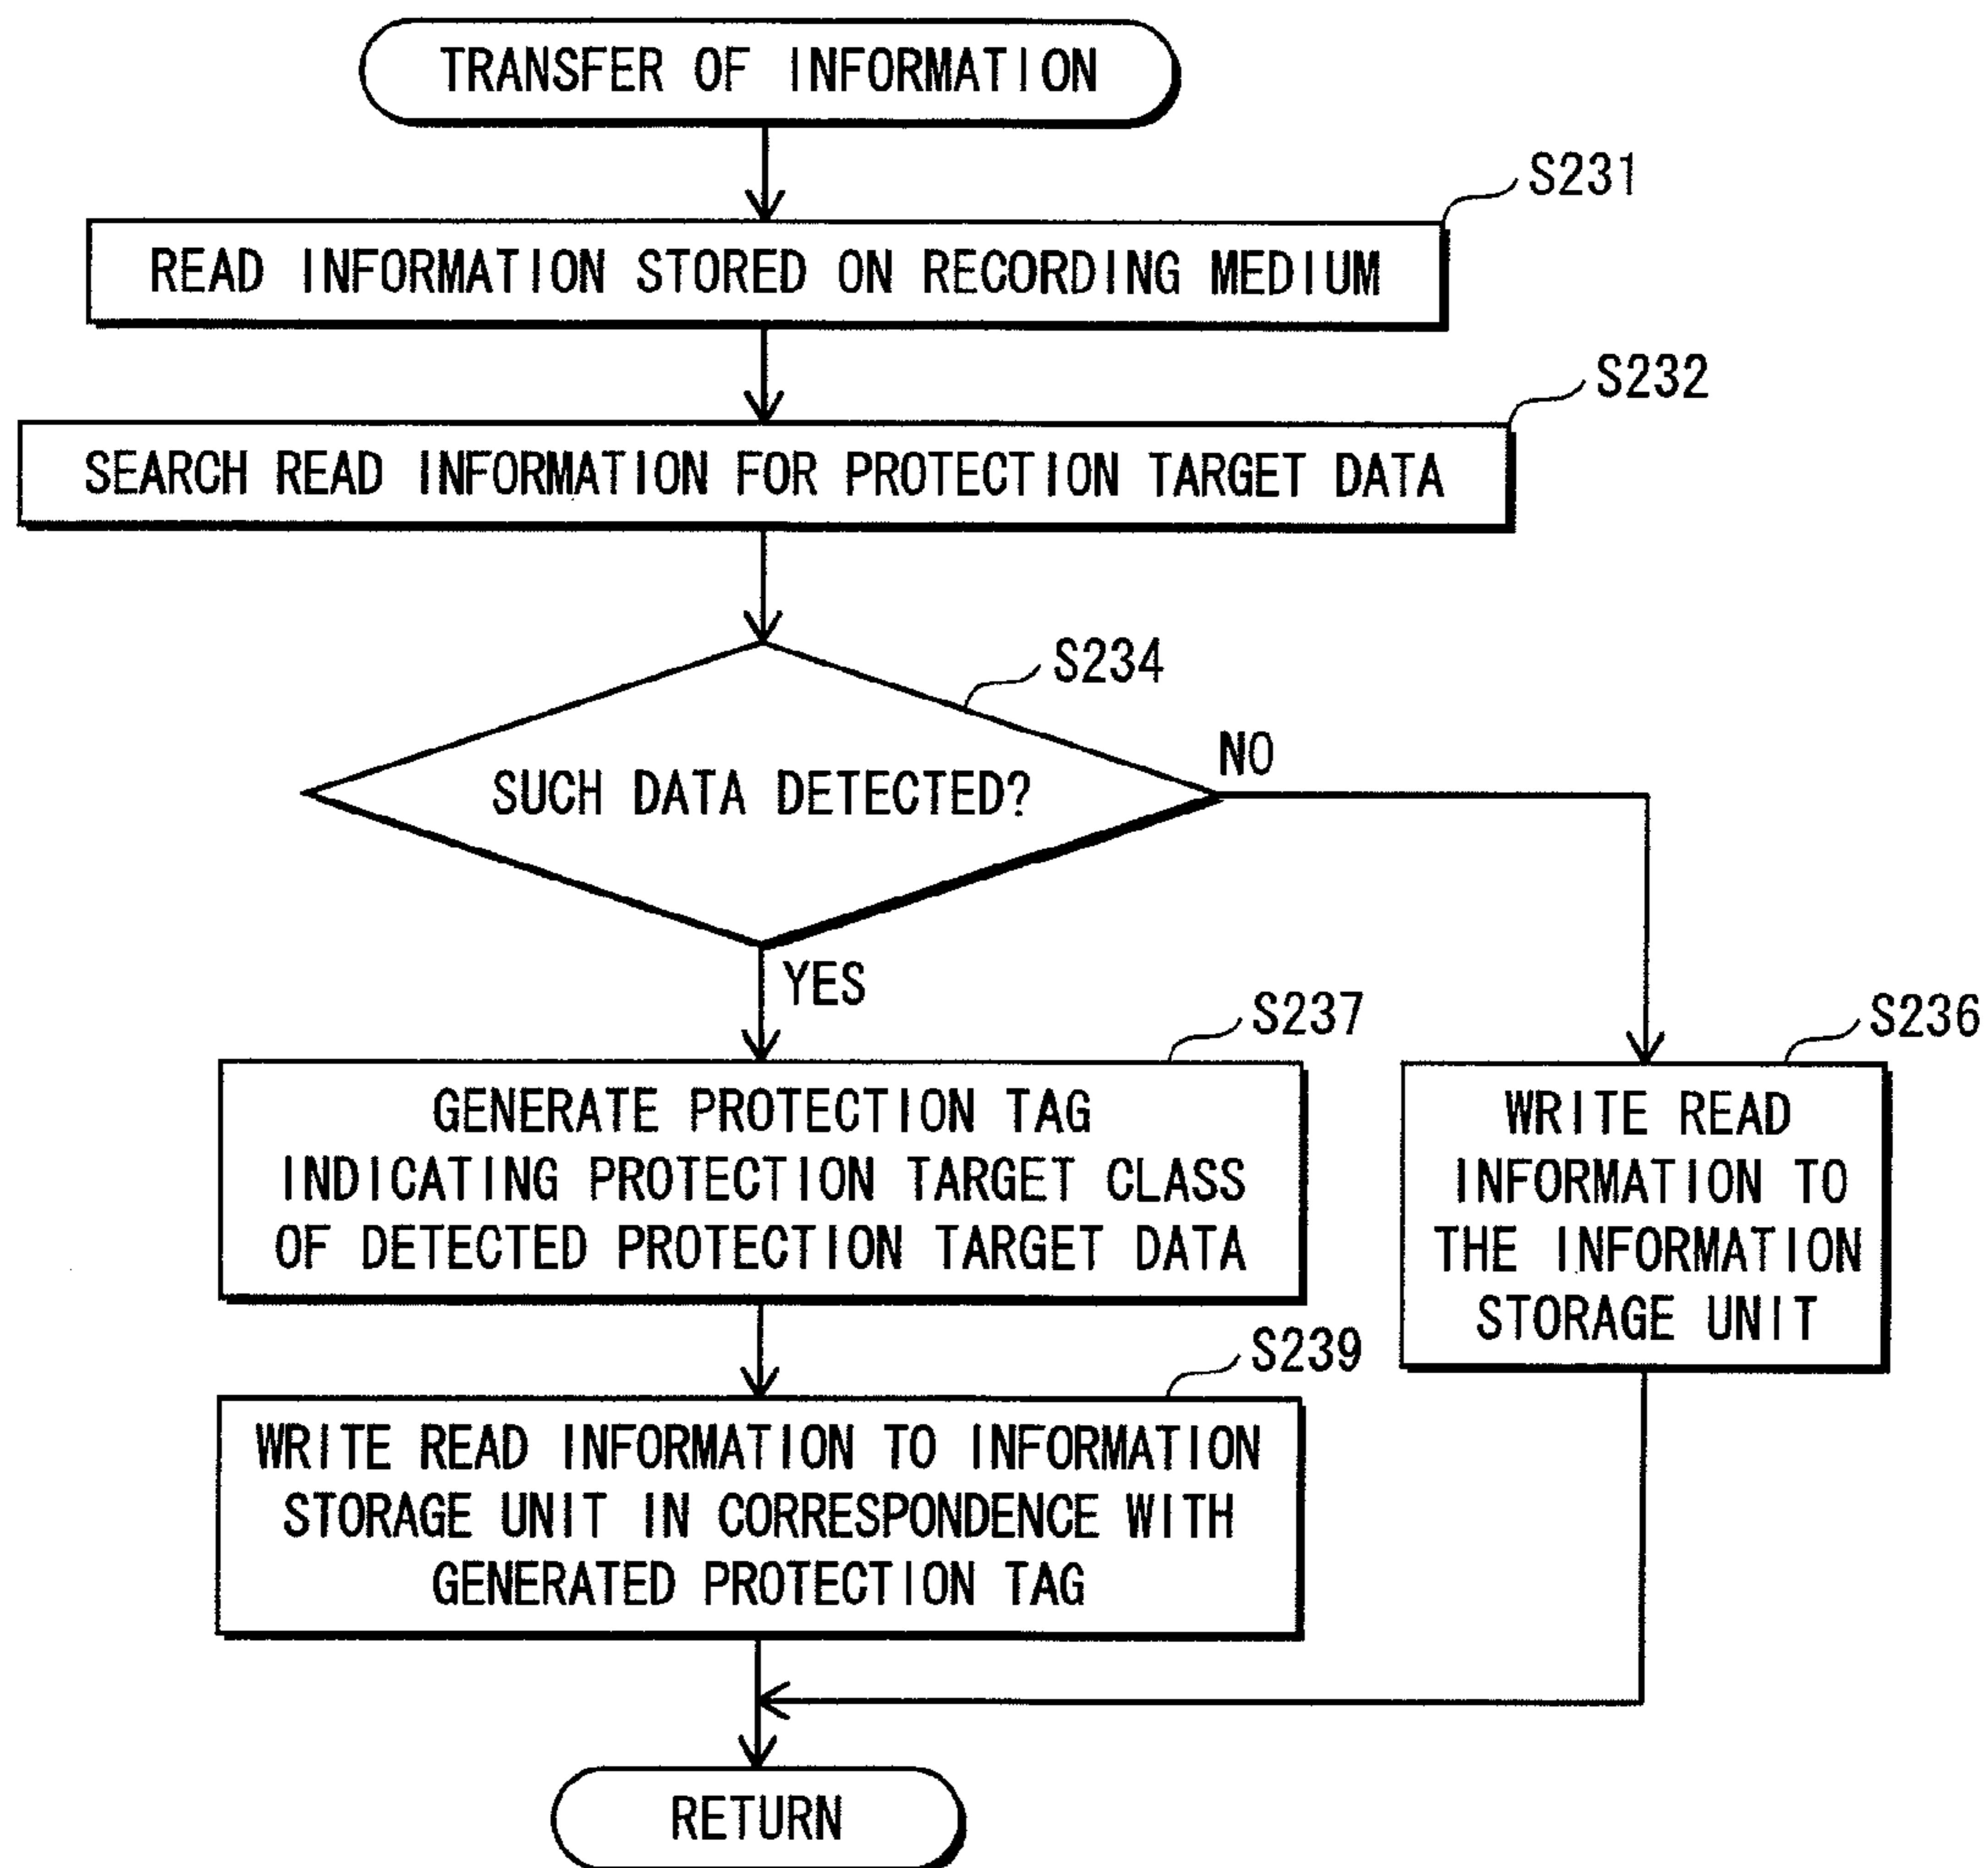 TRANSFER OF INFORMATION
S231
READ INFORMATION STORED ON RECORDING MEDIUM
S232
SEARCH READ INFORMATION FOR PROTECTION TARGET DATA
S234
SUCH DATA DETECTED?
NO
YES
S237
GENERATE PROTECTION TAG
INDICATING PROTECTION TARGET CLASS
OF DETECTED PROTECTION TARGET DATA
S236
WRITE READ
INFORMATION TO
THE INFORMATION
STORAGE UNIT
S239
WRITE READ INFORMATION TO INFORMATION
STORAGE UNIT IN CORRESPONDENCE WITH
GENERATED PROTECTION TAG
RETURN